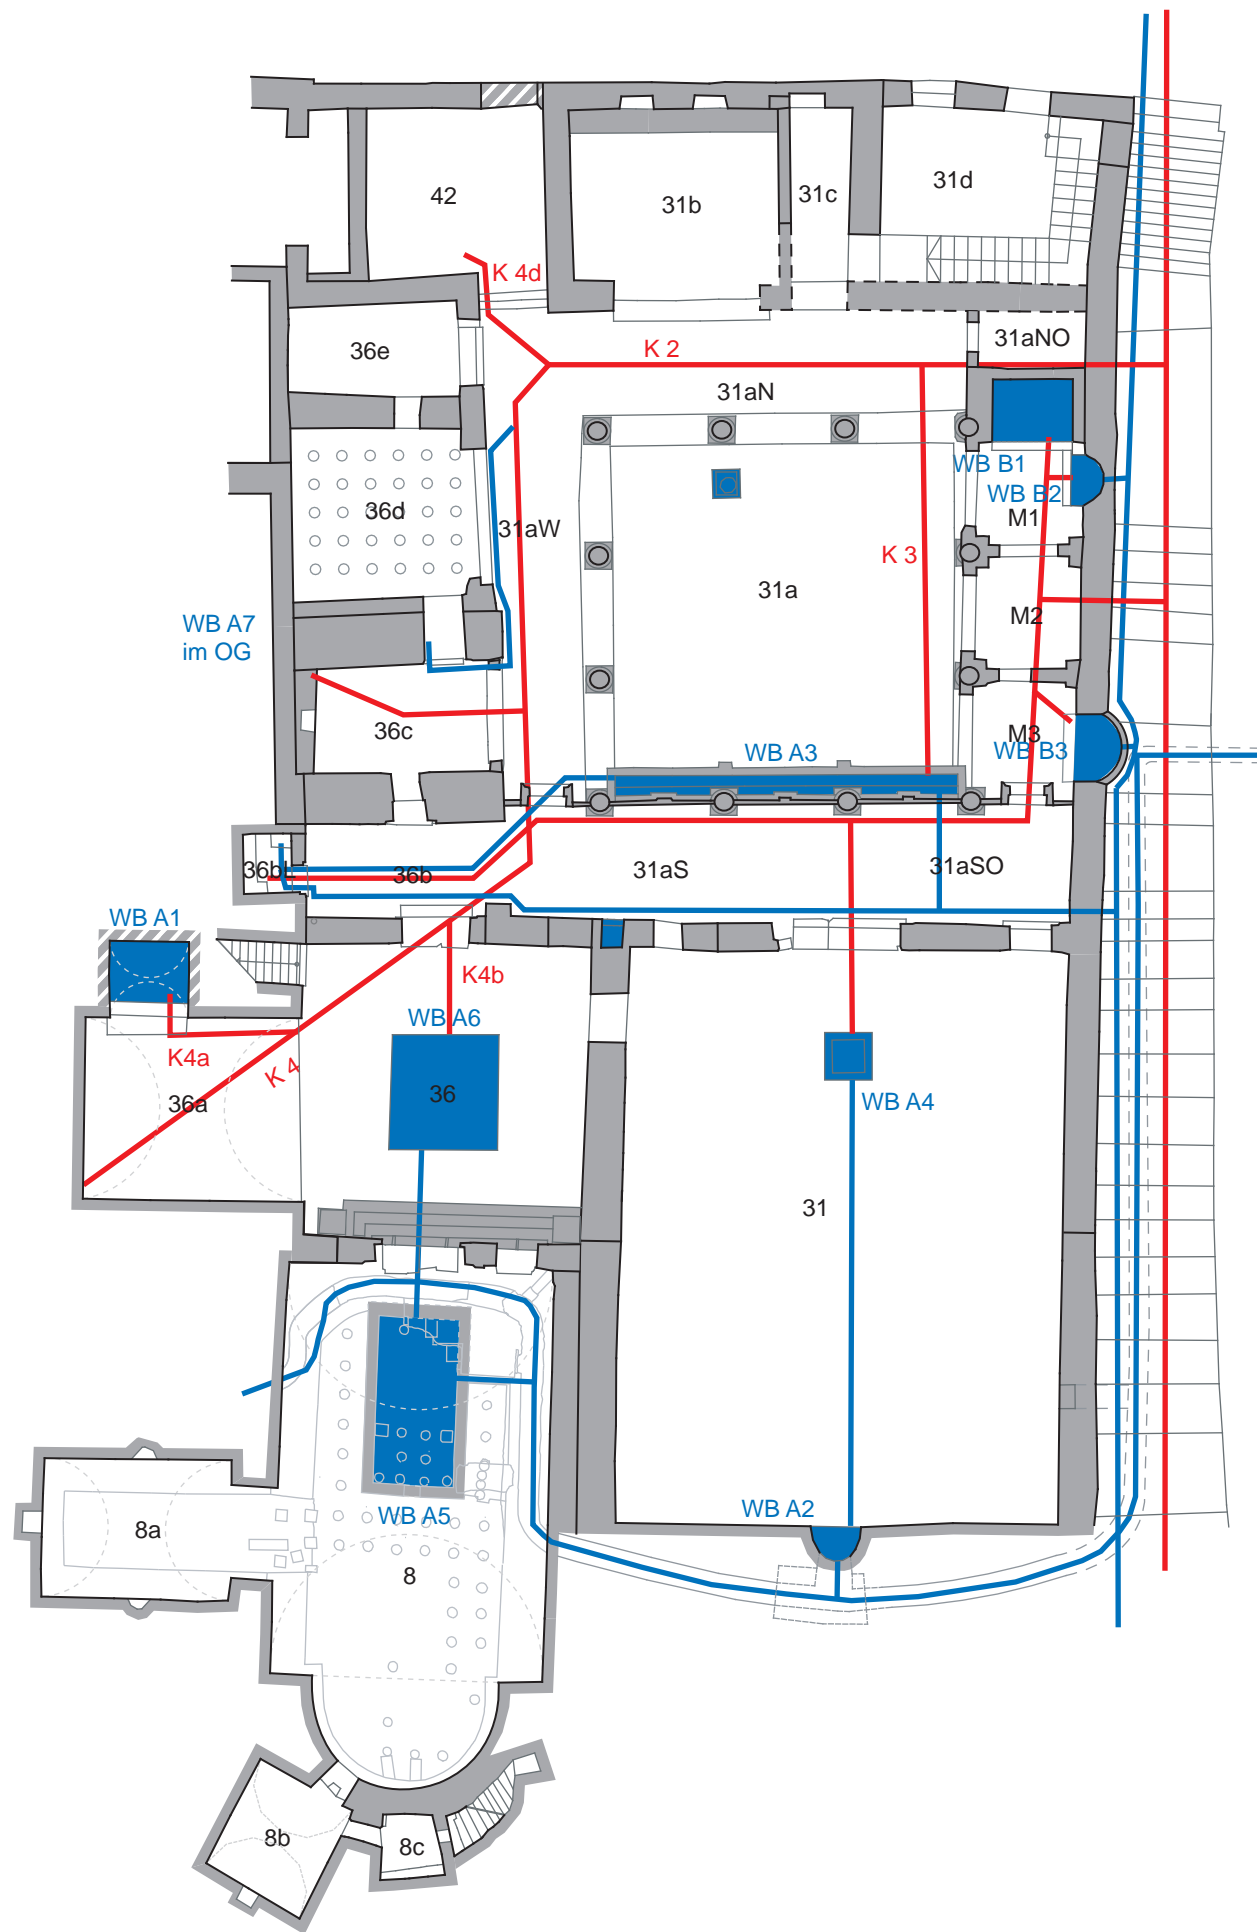 31d
31c
42
31b
K 4d
31aNO
K 2
36e
31aN
WB B1
WB B2
36d
M1
31aW
K 3
31a
M2
WB A7
im OG
36c
M3
WB B3
WB A3
36bL
36b
31aS
31aSO
WB A1
K4b
WB A6
K4a
K 4
36
36a
WB A4
31
WB A2
WB A5
8a
8
8b
8c